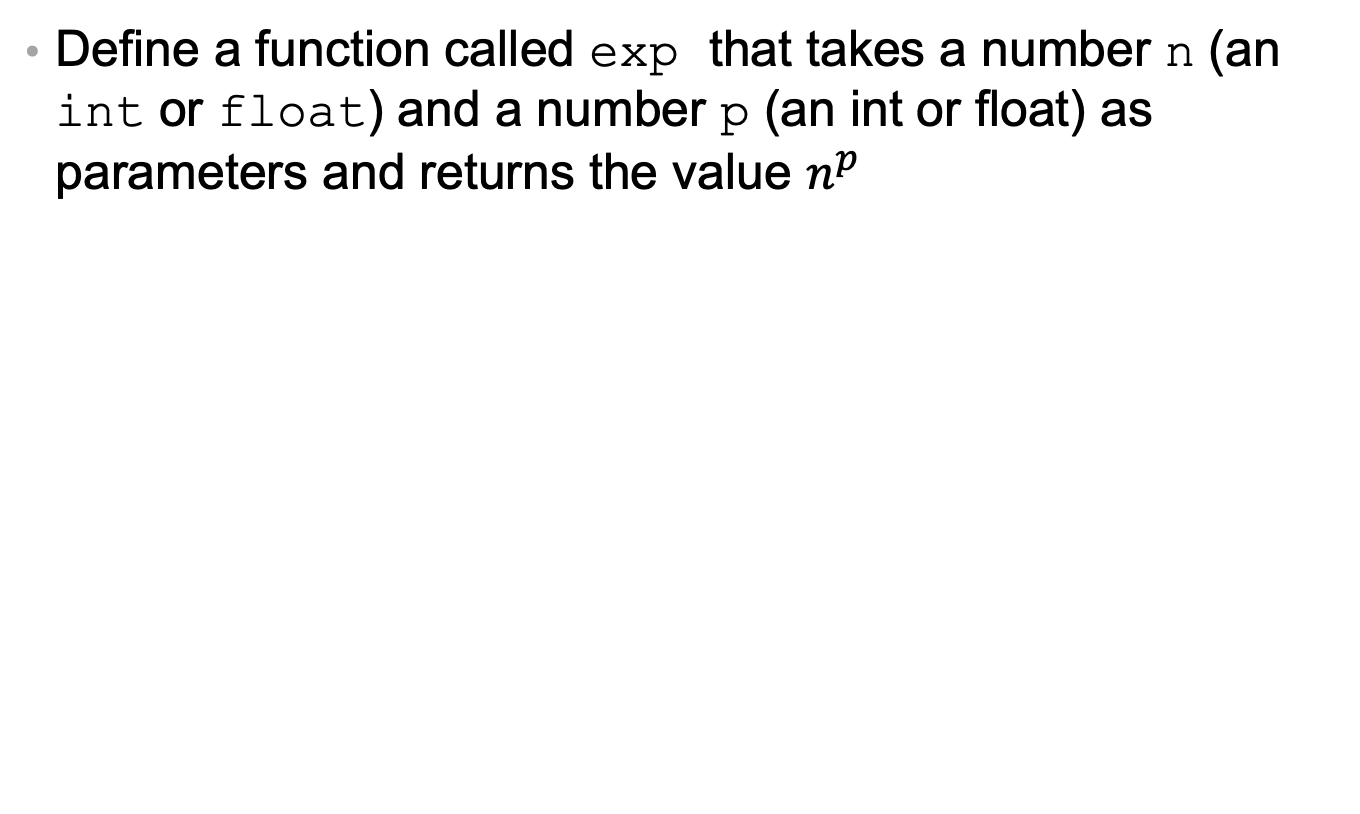 • Define a function called exp that takes a number n (an
int or float) and a number p (an int or float) as
parameters and returns the value 𝑛ᵖ